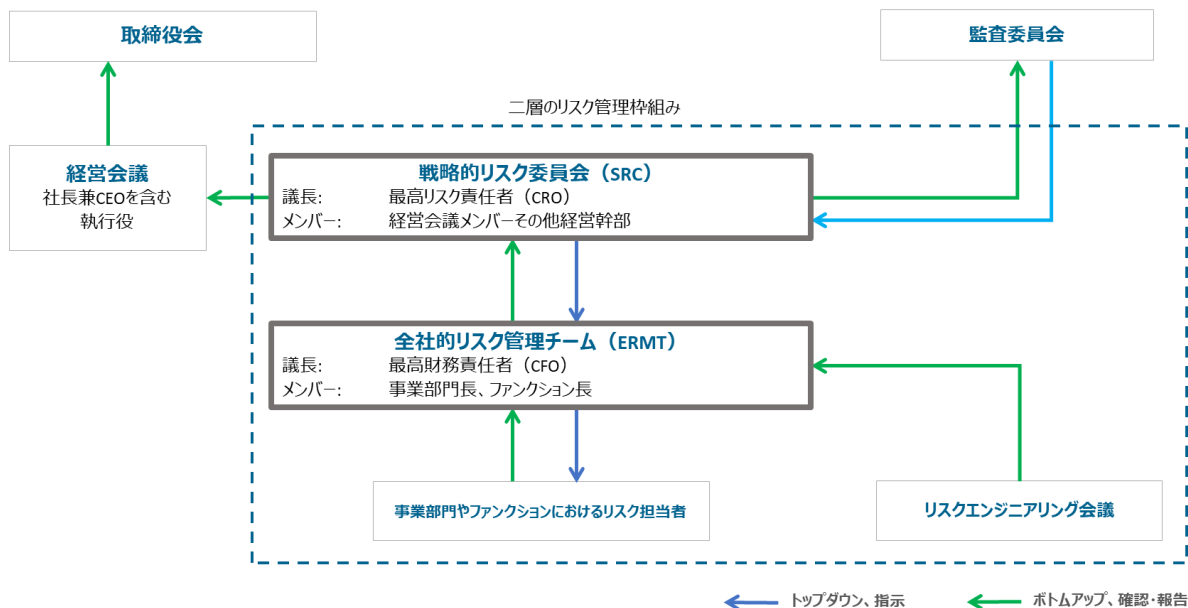 取締役会
監査委員会
二層のリスク管理枠組み
経営会議
社長兼CEOを含む
執行役
戦略的リスク委員会（SRC）
議長: 最高リスク責任者（CRO）
メンバー: 経営会議メンバーその他経営幹部
全社的リスク管理チーム（ERMT）
議長: 最高財務責任者（CFO）
メンバー: 事業部門長、ファンクション長
事業部門やファンクションにおけるリスク担当者
リスクエンジニアリング会議
トップダウン、指示
ボトムアップ、確認・報告